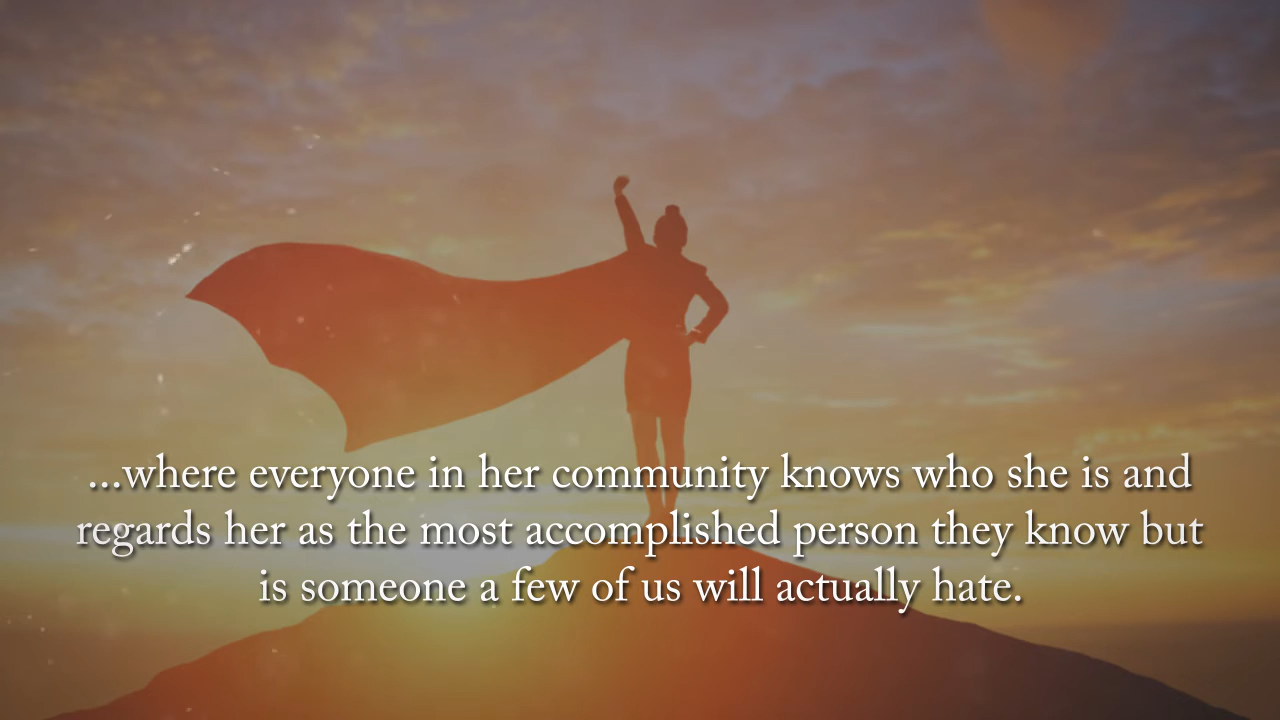 ...where everyone in her community knows who she is and
regards her as the most accomplished person they know but
is someone a few of us will actually hate.